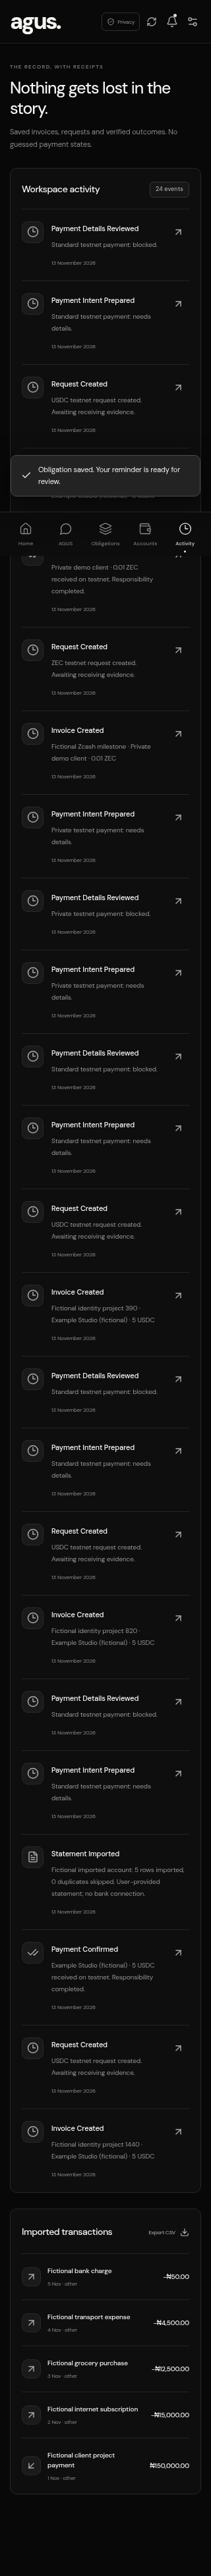 agus.
Privacy
THE RECORD, WITH RECEIPTS
Nothing gets lost in the
story.
Saved invoices, requests and verified outcomes. No
guessed payment states.
Workspace activity
24 events
Payment Details Reviewed
Standard testnet payment: blocked.
13 November 2026
Payment Intent Prepared
Standard testnet payment: needs
details.
13 November 2026
Request Created
USDC testnet request created.
Awaiting receiving evidence.
13 November 2026
Obligation saved. Your reminder is ready for
review.
Home
AGUS
Obligations
Accounts
Activity
Private demo client · 0.01 ZEC
received on testnet. Responsibility
completed.
13 November 2026
Request Created
ZEC testnet request created.
Awaiting receiving evidence.
13 November 2026
Invoice Created
Fictional Zcash milestone · Private
demo client · 0.01 ZEC
13 November 2026
Payment Intent Prepared
Private testnet payment: needs
details.
13 November 2026
Payment Details Reviewed
Private testnet payment: blocked.
13 November 2026
Payment Intent Prepared
Private testnet payment: needs
details.
13 November 2026
Payment Details Reviewed
Standard testnet payment: blocked.
13 November 2026
Payment Intent Prepared
Standard testnet payment: needs
details.
13 November 2026
Request Created
USDC testnet request created.
Awaiting receiving evidence.
13 November 2026
Invoice Created
Fictional identity project 390 ·
Example Studio (fictional) · 5 USDC
13 November 2026
Payment Details Reviewed
Standard testnet payment: blocked.
13 November 2026
Payment Intent Prepared
Standard testnet payment: needs
details.
13 November 2026
Request Created
USDC testnet request created.
Awaiting receiving evidence.
13 November 2026
Invoice Created
Fictional identity project 820 ·
Example Studio (fictional) · 5 USDC
13 November 2026
Payment Details Reviewed
Standard testnet payment: blocked.
13 November 2026
Payment Intent Prepared
Standard testnet payment: needs
details.
13 November 2026
Statement Imported
Fictional imported account: 5 rows imported,
0 duplicates skipped. User-provided
statement; no bank connection.
13 November 2026
Payment Confirmed
Example Studio (fictional) · 5 USDC
received on testnet. Responsibility
completed.
13 November 2026
Request Created
USDC testnet request created.
Awaiting receiving evidence.
13 November 2026
Invoice Created
Fictional identity project 1440 ·
Example Studio (fictional) · 5 USDC
13 November 2026
Imported transactions
Export CSV
Fictional bank charge
-₦50.00
5 Nov · other
Fictional transport expense
-₦4,500.00
4 Nov · other
Fictional grocery purchase
-₦12,500.00
3 Nov · other
Fictional internet subscription
-₦15,000.00
2 Nov · other
Fictional client project
payment
₦150,000.00
1 Nov · other